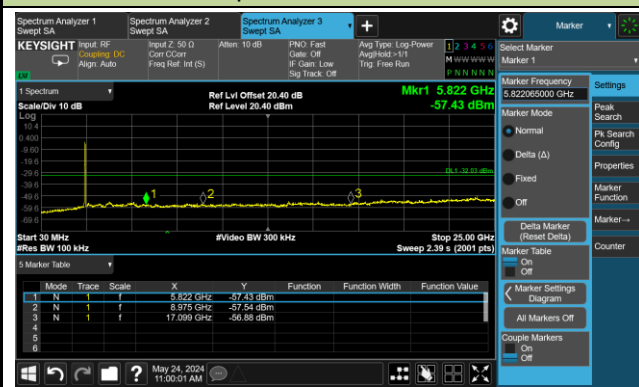 Spectrum Analyzer 1
Swept SA
Spectrum Analyzer 2
Swept SA
Spectrum Analyzer 3
Swept SA
Marker
KEYSIGHT
Input: RF
Coupling: DC
Align: Auto
Input Z: 50 Ω
Corr CCorr
Freq Ref: Int (S)
Atten: 10 dB
PNO: Fast
Gate: Off
IF Gain: Low
Sig Track: Off
Avg Type: Log-Power
Avg|Hold:>1/1
Trig: Free Run
1 2 3 4 5 6
M W W W W W
P N N N N N
Select Marker
Marker 1
1 Spectrum
Scale/Div 10 dB
Ref Lvl Offset 20.40 dB
Ref Level 20.40 dBm
Mkr1 5.822 GHz
-57.43 dBm
Log
10.4
0.400
-9.60
-19.6
-29.6
-39.6
-49.6
-59.6
-69.6
DL1 -32.03 dBm
1
2
3
Start 30 MHz
#Res BW 100 kHz
#Video BW 300 kHz
Stop 25.00 GHz
Sweep 2.39 s (2001 pts)
5 Marker Table
Mode Trace Scale X Y Function Function Width Function Value
1 N 1 f 5.822 GHz -57.43 dBm
2 N 1 f 8.975 GHz -57.54 dBm
3 N 1 f 17.099 GHz -56.88 dBm
4
5
6
May 24, 2024
11:00:01 AM
Marker Frequency
5.822065000 GHz
Marker Mode
Normal
Delta (Δ)
Fixed
Off
Delta Marker
(Reset Delta)
Marker Table
On
Off
Marker Settings
Diagram
All Markers Off
Couple Markers
On
Off
Settings
Peak
Search
Pk Search
Config
Properties
Marker
Function
Marker→
Counter